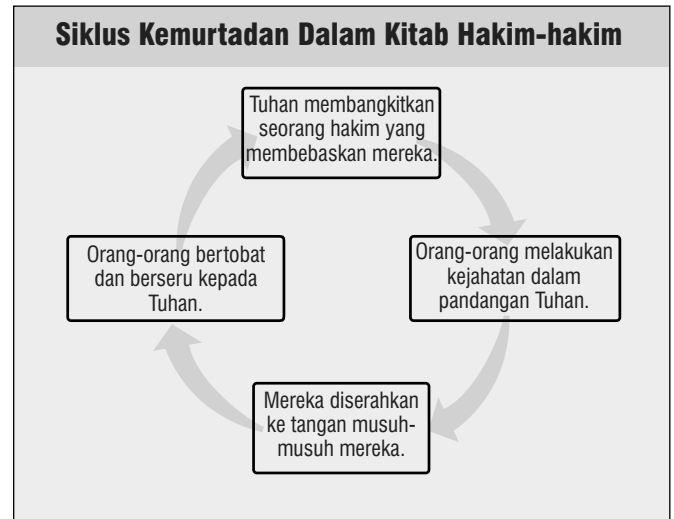 Siklus Kemurtadan Dalam Kitab Hakim-hakim
Tuhan membangkitkan
seorang hakim yang
membebaskan mereka.
Orang-orang melakukan
kejahatan dalam
pandangan Tuhan.
Mereka diserahkan
ke tangan musuh-
musuh mereka.
Orang-orang bertobat
dan berseru kepada
Tuhan.